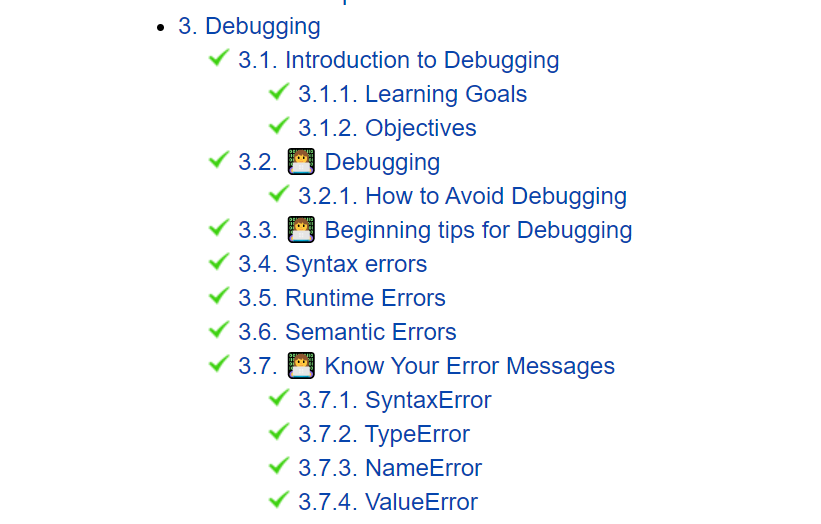 3. Debugging
3.1. Introduction to Debugging
3.1.1. Learning Goals
3.1.2. Objectives
3.2. 👩‍💻 Debugging
3.2.1. How to Avoid Debugging
3.3. 👩‍💻 Beginning tips for Debugging
3.4. Syntax errors
3.5. Runtime Errors
3.6. Semantic Errors
3.7. 👩‍💻 Know Your Error Messages
3.7.1. SyntaxError
3.7.2. TypeError
3.7.3. NameError
3.7.4. ValueError